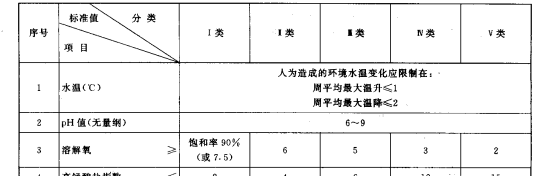 序号
标准值
分类
项目
Ⅰ类
Ⅱ类
Ⅲ类
Ⅳ类
Ⅴ类
1
水温(℃)
人为造成的环境水温变化应限制在：
周平均最大温升≤1
周平均最大温降≤2
2
pH值(无量纲)
6～9
3
溶解氧
≥
饱和率90%
(或7.5)
6
5
3
2